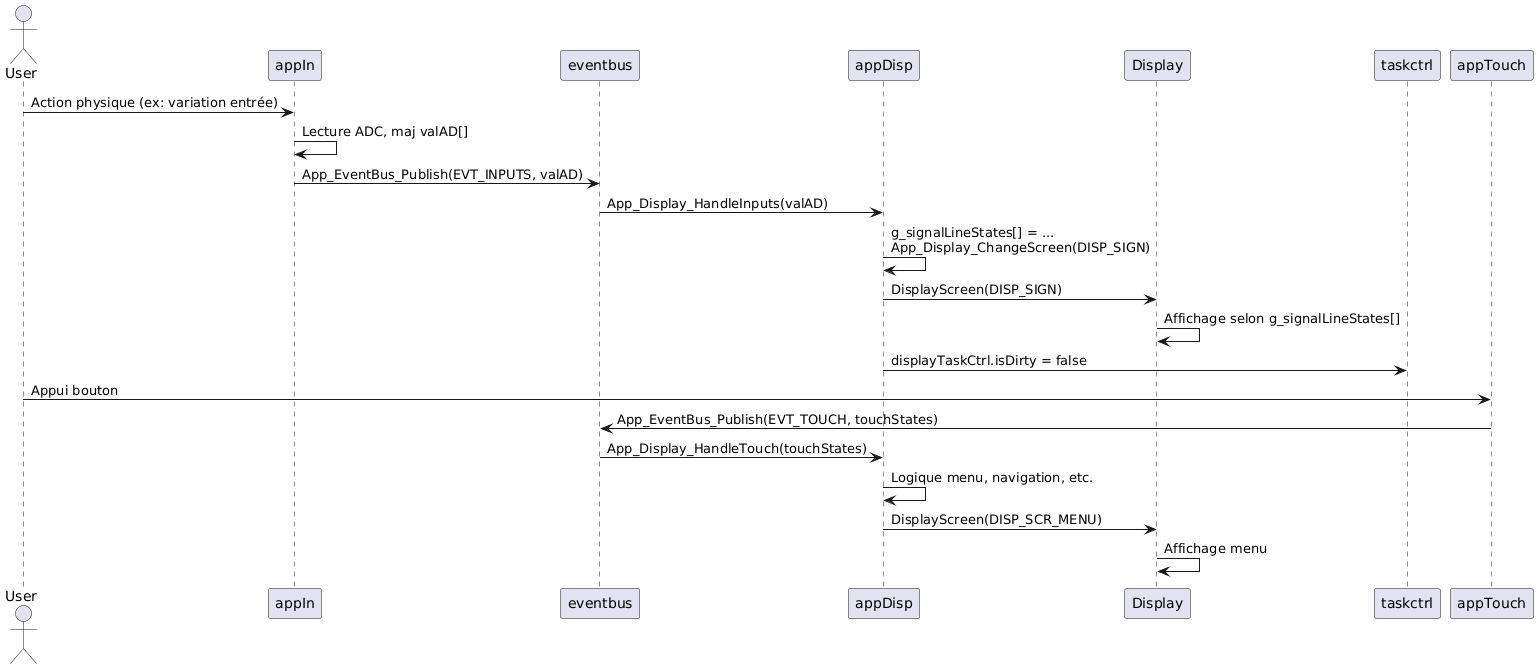 User
appIn
eventbus
appDisp
Display
taskctrl
appTouch
Action physique (ex: variation entrée)
Lecture ADC, maj valAD[]
App_EventBus_Publish(EVT_INPUTS, valAD)
App_Display_HandleInputs(valAD)
g_signalLineStates[] = ...
App_Display_ChangeScreen(DISP_SIGN)
DisplayScreen(DISP_SIGN)
Affichage selon g_signalLineStates[]
displayTaskCtrl.isDirty = false
Appui bouton
App_EventBus_Publish(EVT_TOUCH, touchStates)
App_Display_HandleTouch(touchStates)
Logique menu, navigation, etc.
DisplayScreen(DISP_SCR_MENU)
Affichage menu
User
appIn
eventbus
appDisp
Display
taskctrl
appTouch